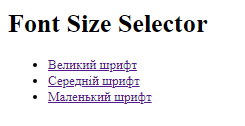 Font Size Selector
Великий шрифт
Середній шрифт
Маленький шрифт